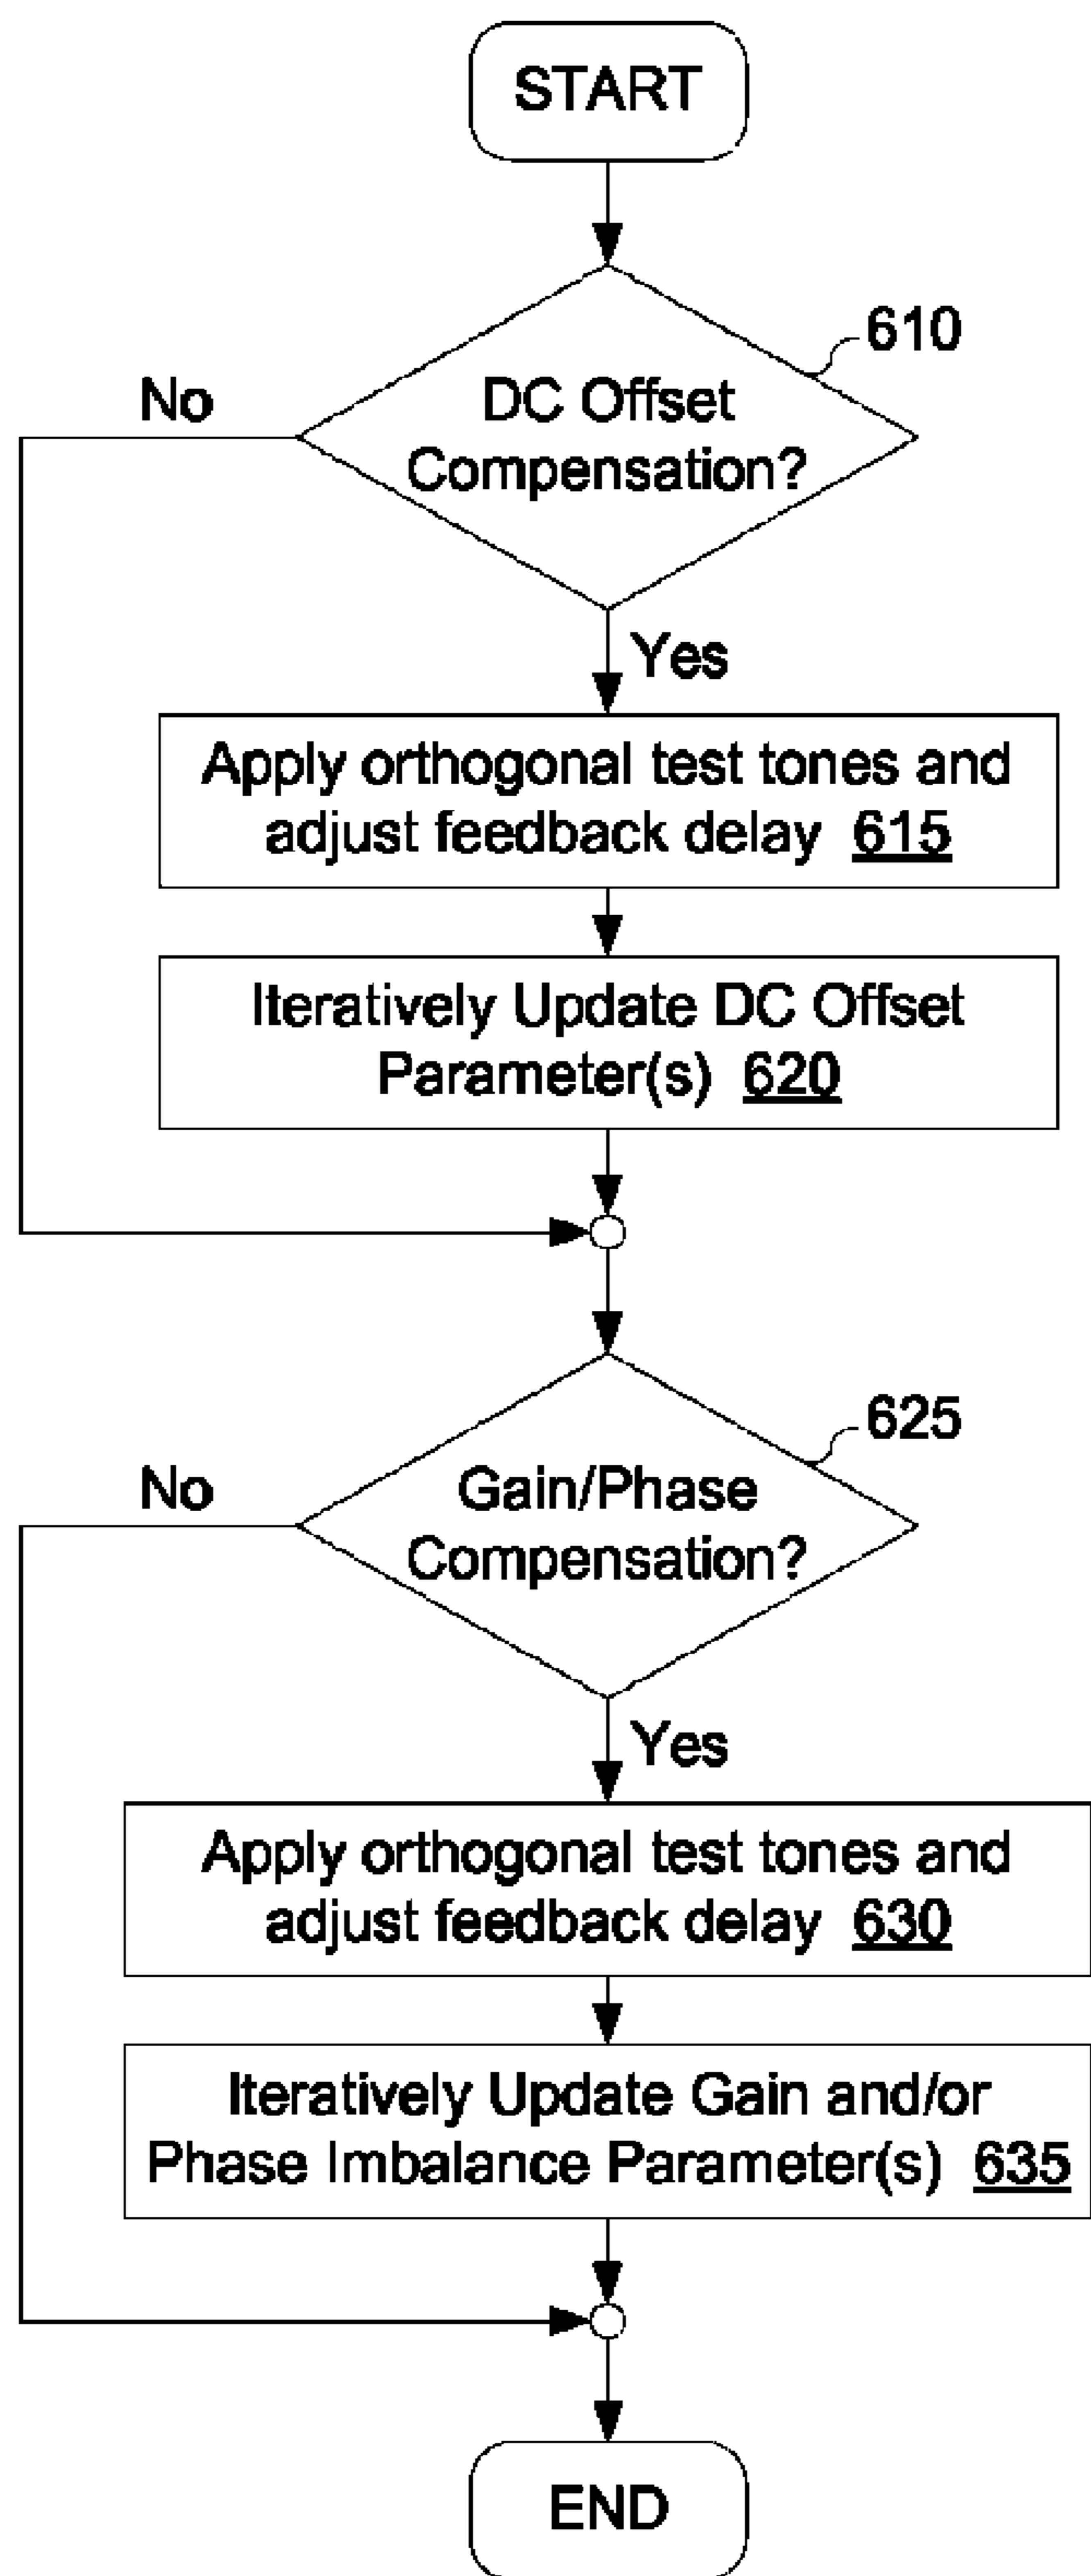 START
610
DC Offset
Compensation?
No
Yes
Apply orthogonal test tones and
adjust feedback delay 615
Iteratively Update DC Offset
Parameter(s) 620
625
Gain/Phase
Compensation?
No
Yes
Apply orthogonal test tones and
adjust feedback delay 630
Iteratively Update Gain and/or
Phase Imbalance Parameter(s) 635
END